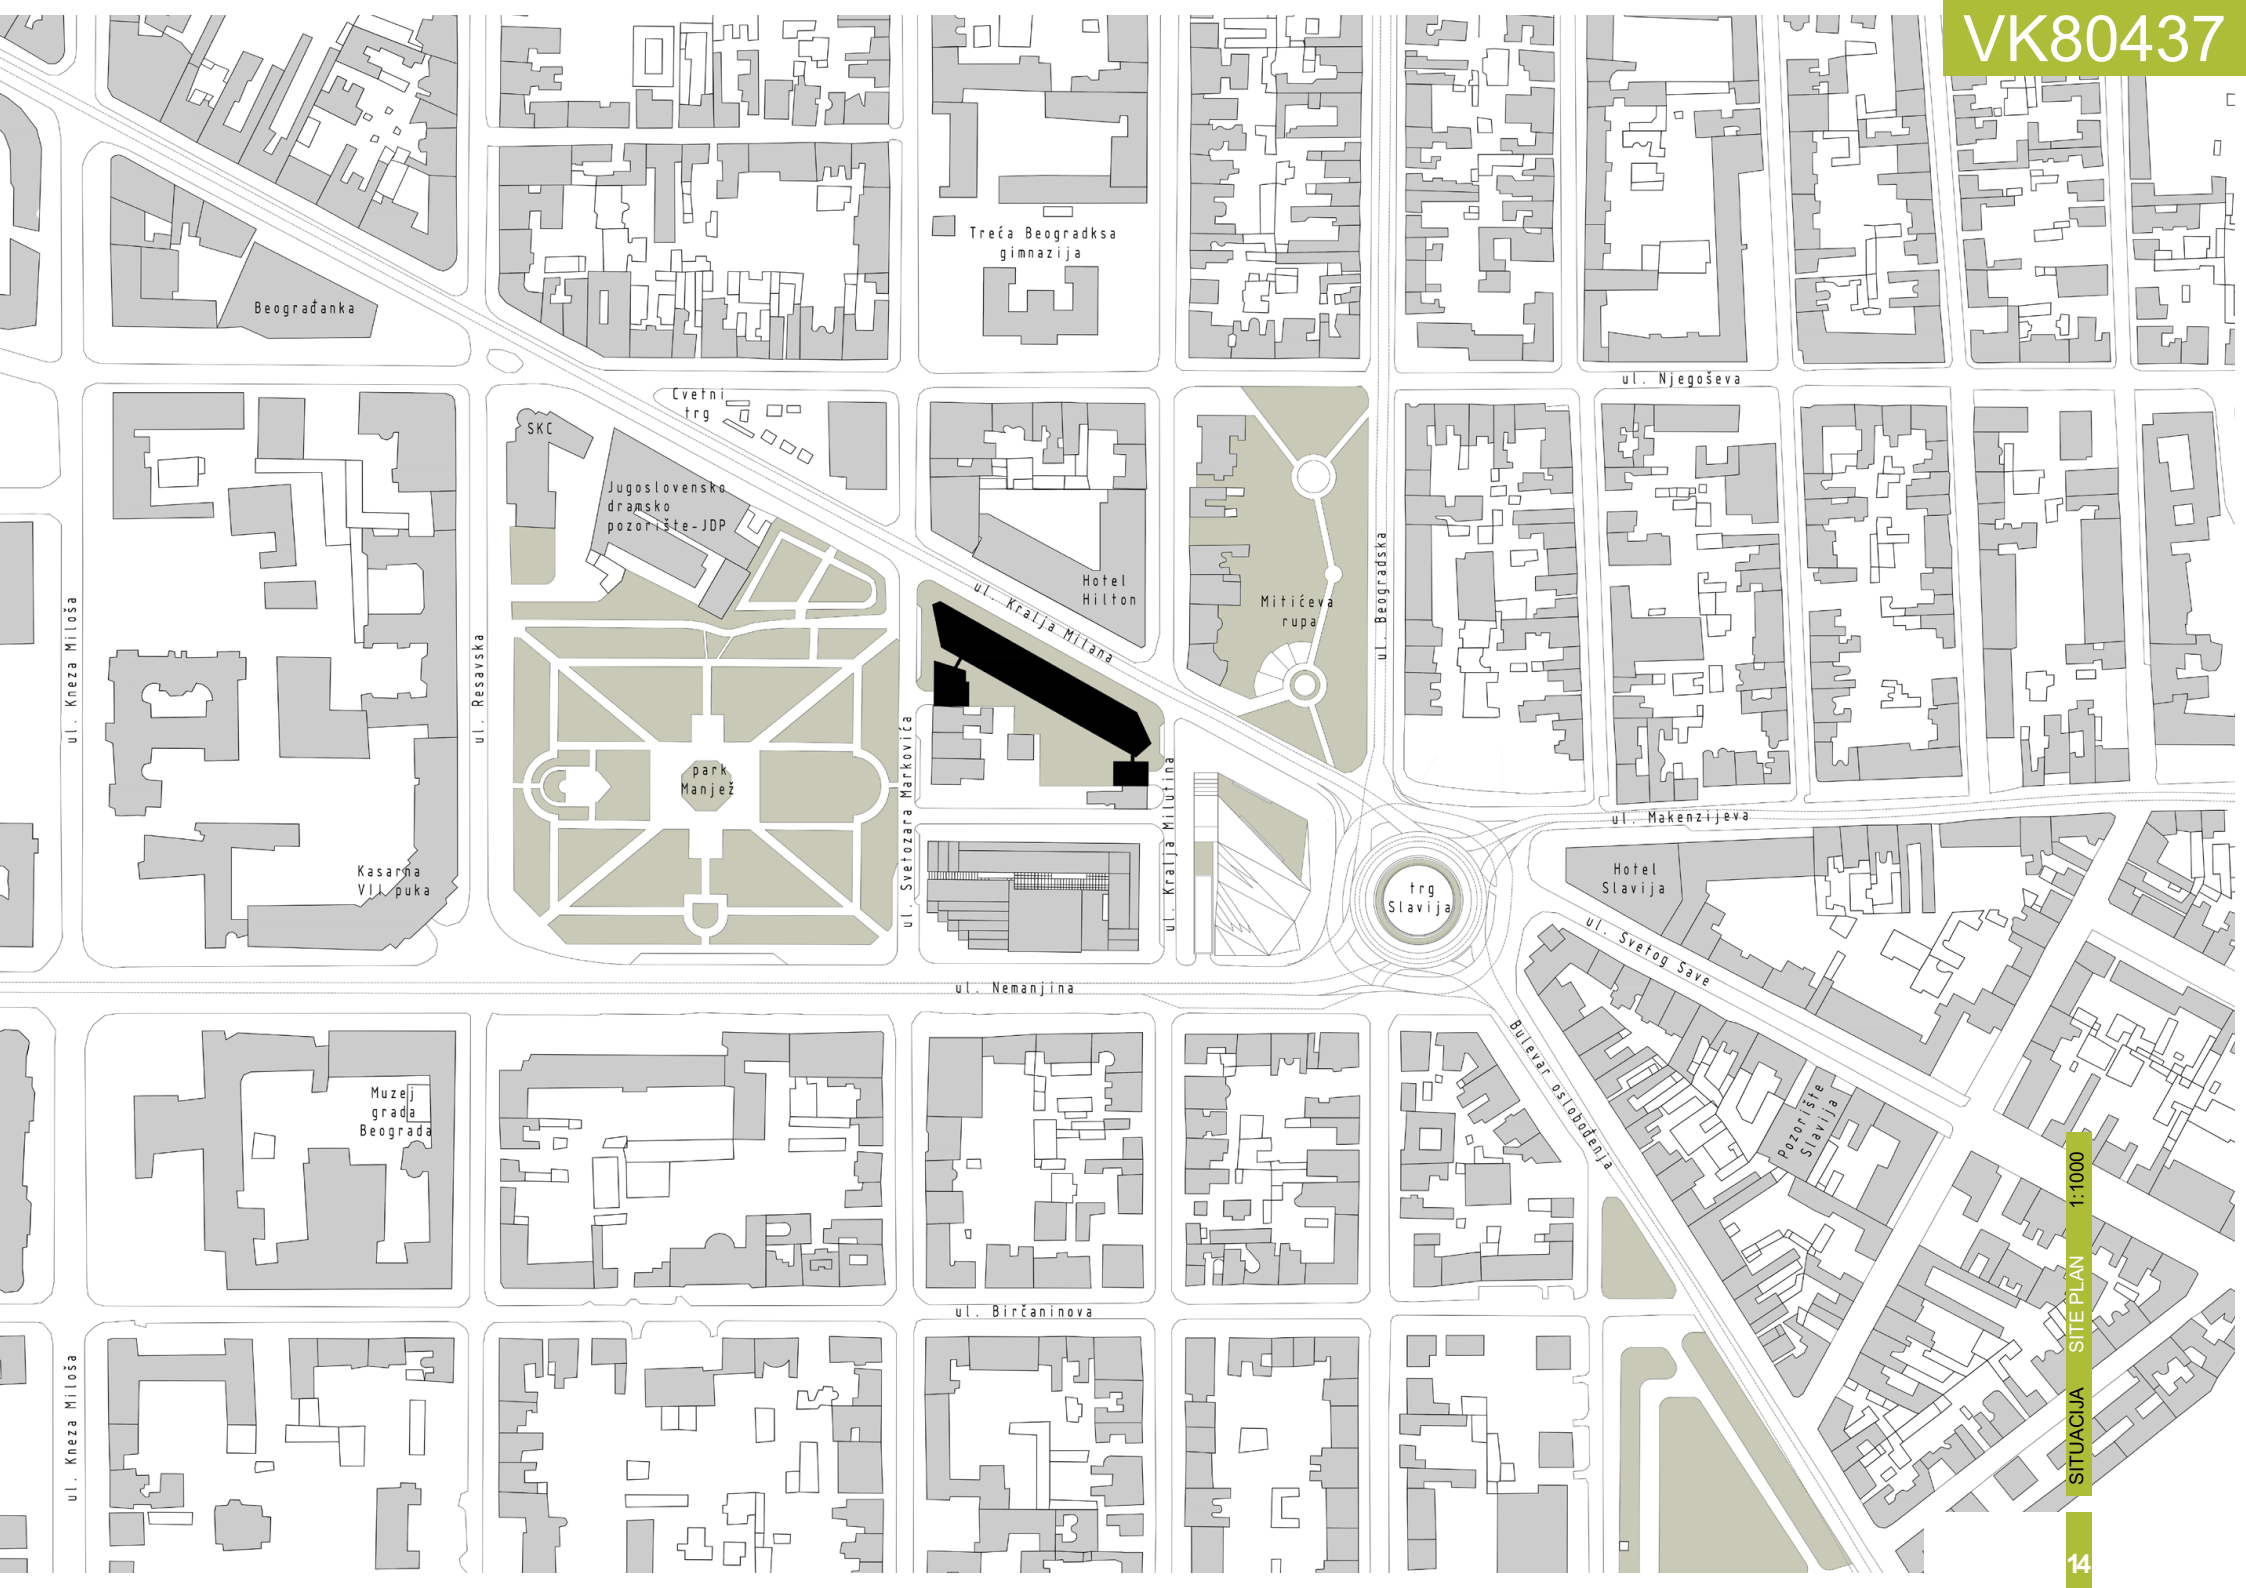 VK80437
Treća Beogradksa
gimnazija
Beograđanka
ul. Njegoševa
Cvetni
trg
SKC
Jugoslovensko
dramsko
pozorište-JDP
Hotel
Hilton
ul. Kralja Milana
Mitićeva
rupa
ul. Beogradska
ul. Kneza Miloša
ul. Resavska
park
Manjež
ul. Svetozara Markovića
ul. Kralja Milutina
ul. Makenzijeva
Kasarna
VII puka
Hotel
Slavija
trg
Slavija
ul. Svetog Save
ul. Nemanjina
Bulevar oslobođenja
Muzej
grada
Beograda
Pozorište
Slavija
ul. Birčaninova
ul. Kneza Miloša
SITUACIJA SITE PLAN 1:1000
14